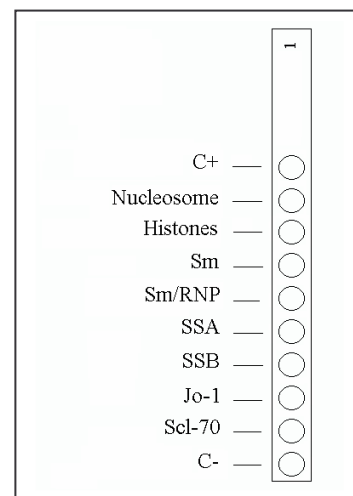 1
C+
Nucleosome
Histones
Sm
Sm/RNP
SSA
SSB
Jo-1
Scl-70
C-